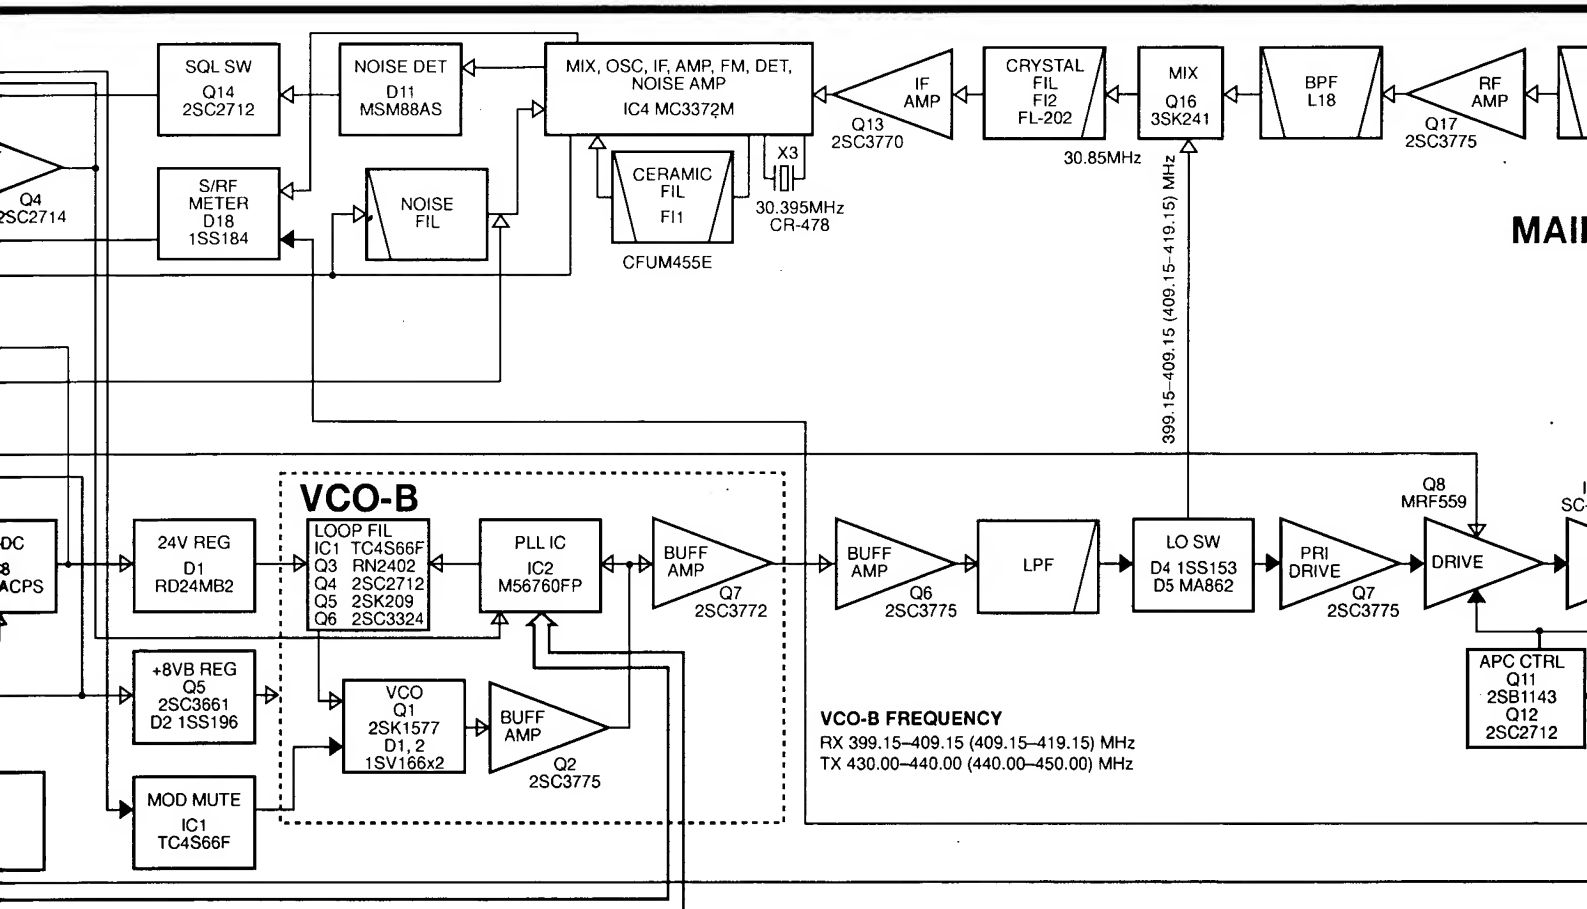 SQL SW
Q14
2SC2712
NOISE DET
D11
MSM88AS
MIX, OSC, IF, AMP, FM, DET,
NOISE AMP
IC4 MC3372M
IF
AMP
Q13
2SC3770
CRYSTAL
FIL
FI2
FL-202
30.85MHz
MIX
Q16
3SK241
BPF
L18
RF
AMP
Q17
2SC3775
Q4
2SC2714
S/RF
METER
D18
1SS184
NOISE
FIL
CERAMIC
FIL
FI1
CFUM455E
X3
30.395MHz
CR-478
399.15–409.15 (409.15–419.15) MHz
MAI
VCO-B
DC
ACPS
24V REG
D1
RD24MB2
LOOP FIL
IC1 TC4S66F
Q3 RN2402
Q4 2SC2712
Q5 2SK209
Q6 2SC3324
PLL IC
IC2
M56760FP
BUFF
AMP
Q7
2SC3772
BUFF
AMP
Q6
2SC3775
LPF
LO SW
D4 1SS153
D5 MA862
PRI
DRIVE
Q7
2SC3775
Q8
MRF559
DRIVE
SC-
+8VB REG
Q5
2SC3661
D2 1SS196
VCO
Q1
2SK1577
D1, 2
1SV166x2
BUFF
AMP
Q2
2SC3775
VCO-B FREQUENCY
RX 399.15–409.15 (409.15–419.15) MHz
TX 430.00–440.00 (440.00–450.00) MHz
APC CTRL
Q11
2SB1143
Q12
2SC2712
MOD MUTE
IC1
TC4S66F